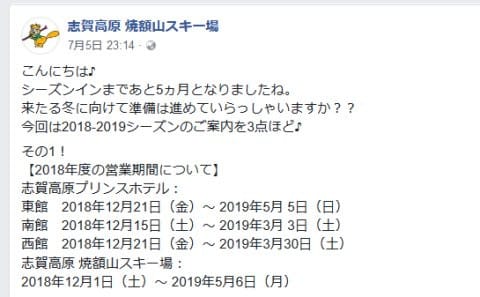 志賀高原 焼額山スキー場
7月5日 23:14 ·
こんにちは♪
シーズンインまであと5ヵ月となりましたね。
来たる冬に向けて準備は進めていらっしゃいますか？？
今回は2018-2019シーズンのご案内を3点ほど♪
その1！
【2018年度の営業期間について】
志賀高原プリンスホテル：
東館　2018年12月21日（金）～ 2019年5月 5日（日）
南館　2018年12月15日（土）～ 2019年3月 3日（土）
西館　2018年12月21日（金）～ 2019年3月30日（土）
志賀高原 焼額山スキー場：
2018年12月1日（土）～ 2019年5月6日（月）